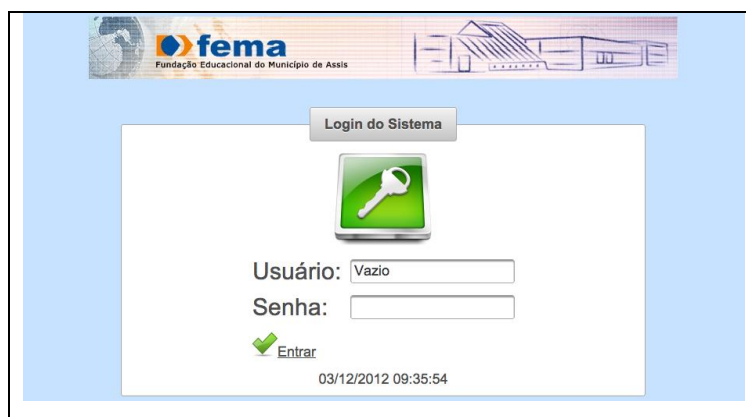 fema
Fundação Educacional do Município de Assis
Login do Sistema
Usuário: Vazio
Senha:
Entrar
03/12/2012 09:35:54